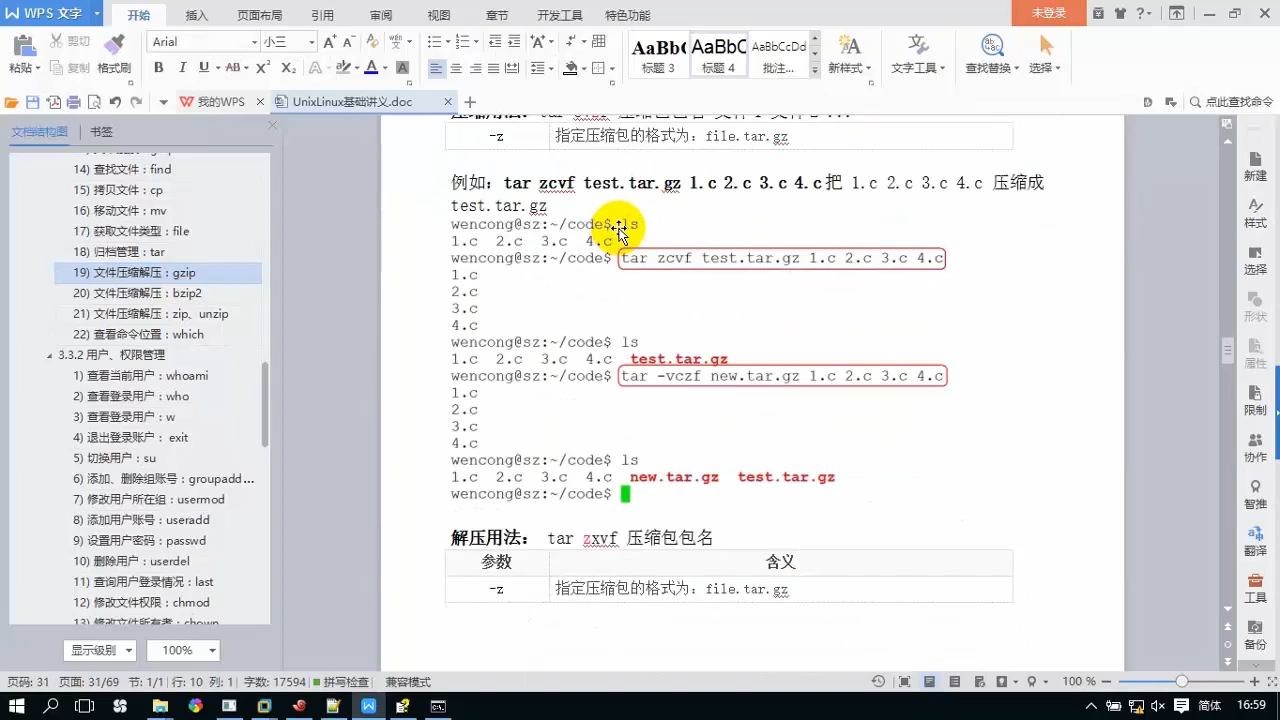 WPS 文字 开始 插入 页面布局 引用 审阅 视图 章节 开发工具 特色功能 未登录
粘贴 剪切 复制 格式刷 Arial 小三 B I U AB X² X₂ A A AaBb( AaBbC AaBbCcDd 标题 3 标题 4 批注... 新样式 文字工具 查找替换 选择
我的WPS UnixLinux基础讲义.doc 点此查找命令
文档结构图 书签
14) 查找文件：find
15) 拷贝文件：cp
16) 移动文件：mv
17) 获取文件类型：file
18) 归档管理：tar
19) 文件压缩解压：gzip
20) 文件压缩解压：bzip2
21) 文件压缩解压：zip、unzip
22) 查看命令位置：which
3.3.2 用户、权限管理
1) 查看当前用户：whoami
2) 查看登录用户：who
3) 查看登录用户：w
4) 退出登录账户： exit
5) 切换用户：su
6) 添加、删除组账号：groupadd ...
7) 修改用户所在组：usermod
8) 添加用户账号：useradd
9) 设置用户密码：passwd
10) 删除用户：userdel
11) 查询用户登录情况：last
12) 修改文件权限：chmod
13) 修改文件所有者：chown
显示级别 100%
-z 指定压缩包的格式为：file.tar.gz
例如：tar zcvf test.tar.gz 1.c 2.c 3.c 4.c把 1.c 2.c 3.c 4.c 压缩成
test.tar.gz
wencong@sz:~/code$ ls
1.c 2.c 3.c 4.c
wencong@sz:~/code$ tar zcvf test.tar.gz 1.c 2.c 3.c 4.c
1.c
2.c
3.c
4.c
wencong@sz:~/code$ ls
1.c 2.c 3.c 4.c test.tar.gz
wencong@sz:~/code$ tar -vczf new.tar.gz 1.c 2.c 3.c 4.c
1.c
2.c
3.c
4.c
wencong@sz:~/code$ ls
1.c 2.c 3.c 4.c new.tar.gz test.tar.gz
wencong@sz:~/code$
解压用法： tar zxvf 压缩包包名
参数 含义
-z 指定压缩包的格式为：file.tar.gz
新建
样式
选择
形状
属性
限制
协作
智推
翻译
工具
备份
页码: 31 页面: 31/69 节: 1/1 行: 10 列: 1 字数: 17594 拼写检查 兼容模式 100 %
简体 16:59